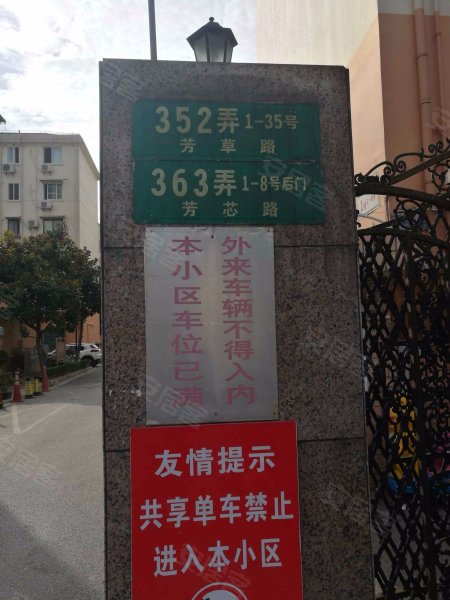 352弄 1-35号
芳草路
363弄 1-8号后门
芳芯路
外来车辆不得入内
本小区车位已满
友情提示
共享单车禁止
进入本小区